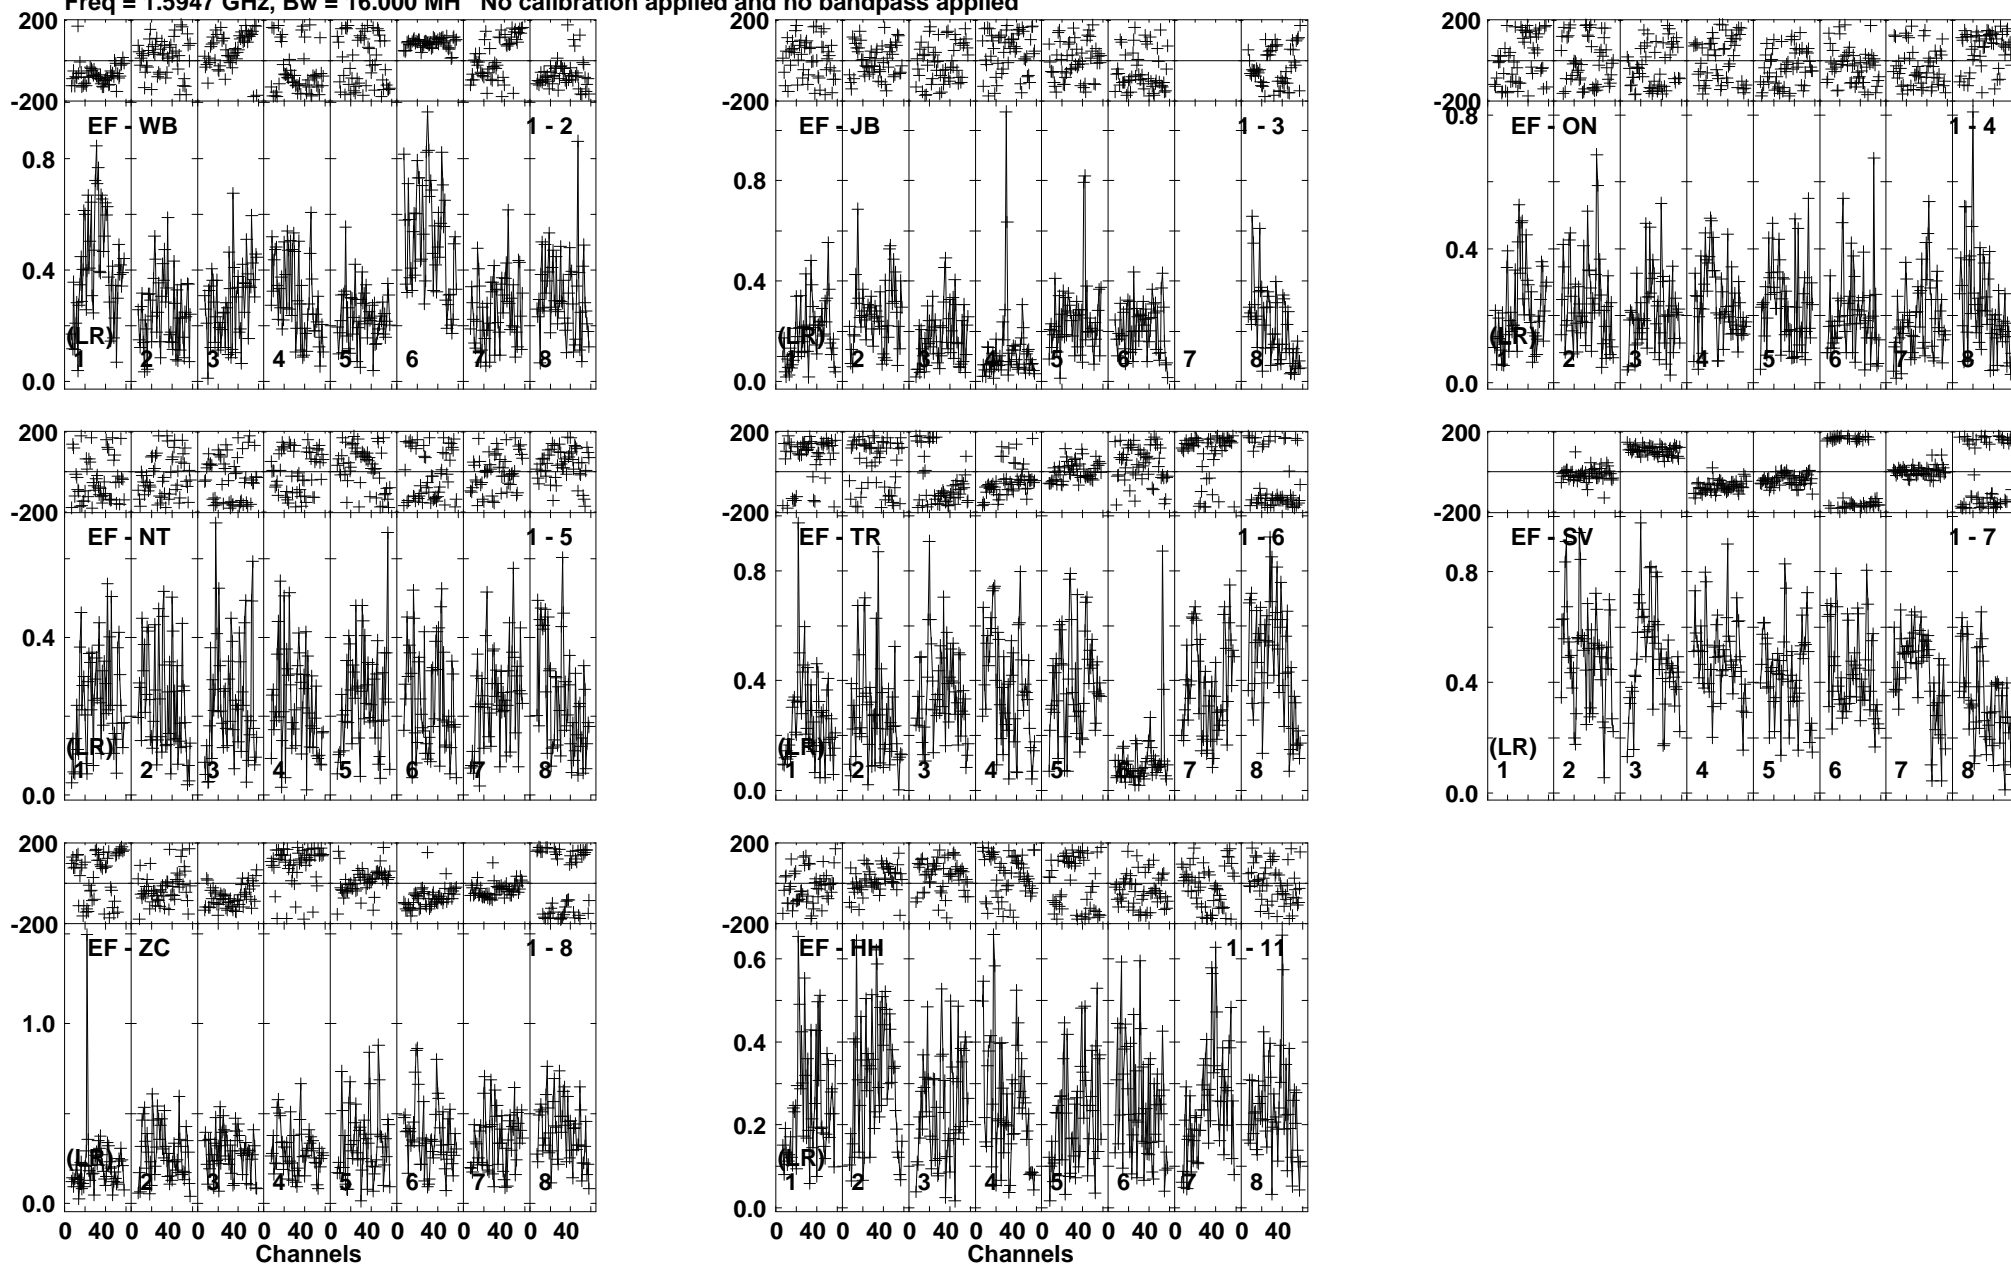 Freq = 1.5947 GHz, Bw = 16.000 MH No calibration applied and no bandpass applied
200
-200
EF - WB 1 - 2
0.8
0.4
0.0
(LR)
1 2 3 4 5 6 7 8
200
-200
EF - JB 1 - 3
0.8
0.4
0.0
(LR)
1 2 3 4 5 6 7 8
200
-200
EF - ON 1 - 4
0.8
0.4
0.0
(LR)
1 2 3 4 5 6 7 8
200
-200
EF - NT 1 - 5
0.4
0.0
(LR)
1 2 3 4 5 6 7 8
200
-200
EF - TR 1 - 6
0.8
0.4
0.0
(LR)
1 2 3 4 5 6 7 8
200
-200
EF - SV 1 - 7
0.8
0.4
0.0
(LR)
1 2 3 4 5 6 7 8
200
-200
EF - ZC 1 - 8
1.0
0.0
(LR)
1 2 3 4 5 6 7 8
0 40 0 40 0 40 0 40 0 40 0 40 0 40 0 40
Channels
200
-200
EF - HH 1 - 11
0.6
0.4
0.2
0.0
(LR)
1 2 3 4 5 6 7 8
0 40 0 40 0 40 0 40 0 40 0 40 0 40 0 40
Channels